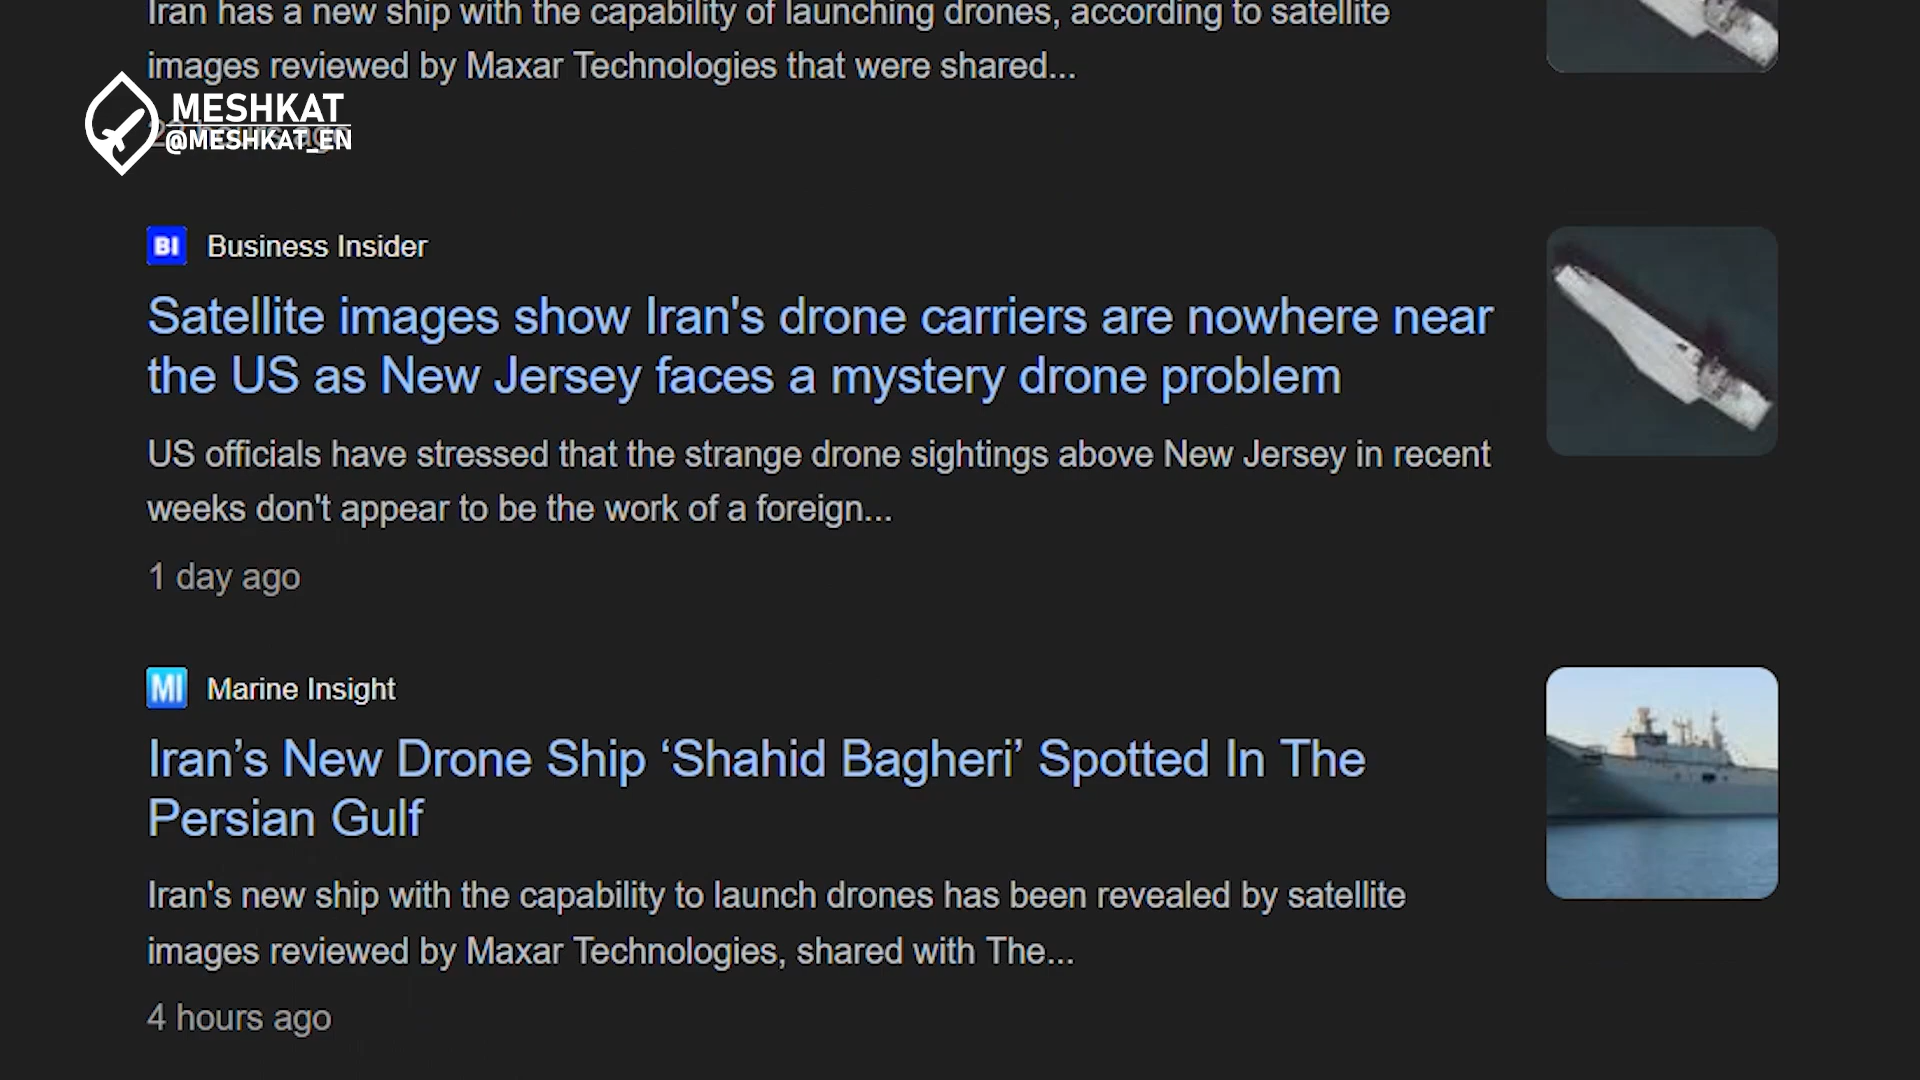 Iran has a new ship with the capability of launching drones, according to satellite
images reviewed by Maxar Technologies that were shared...
MESHKAT
@MESHKAT_EN
hours ago
BI Business Insider
Satellite images show Iran's drone carriers are nowhere near
the US as New Jersey faces a mystery drone problem
US officials have stressed that the strange drone sightings above New Jersey in recent
weeks don't appear to be the work of a foreign...
1 day ago
MI Marine Insight
Iran’s New Drone Ship ‘Shahid Bagheri’ Spotted In The
Persian Gulf
Iran's new ship with the capability to launch drones has been revealed by satellite
images reviewed by Maxar Technologies, shared with The...
4 hours ago